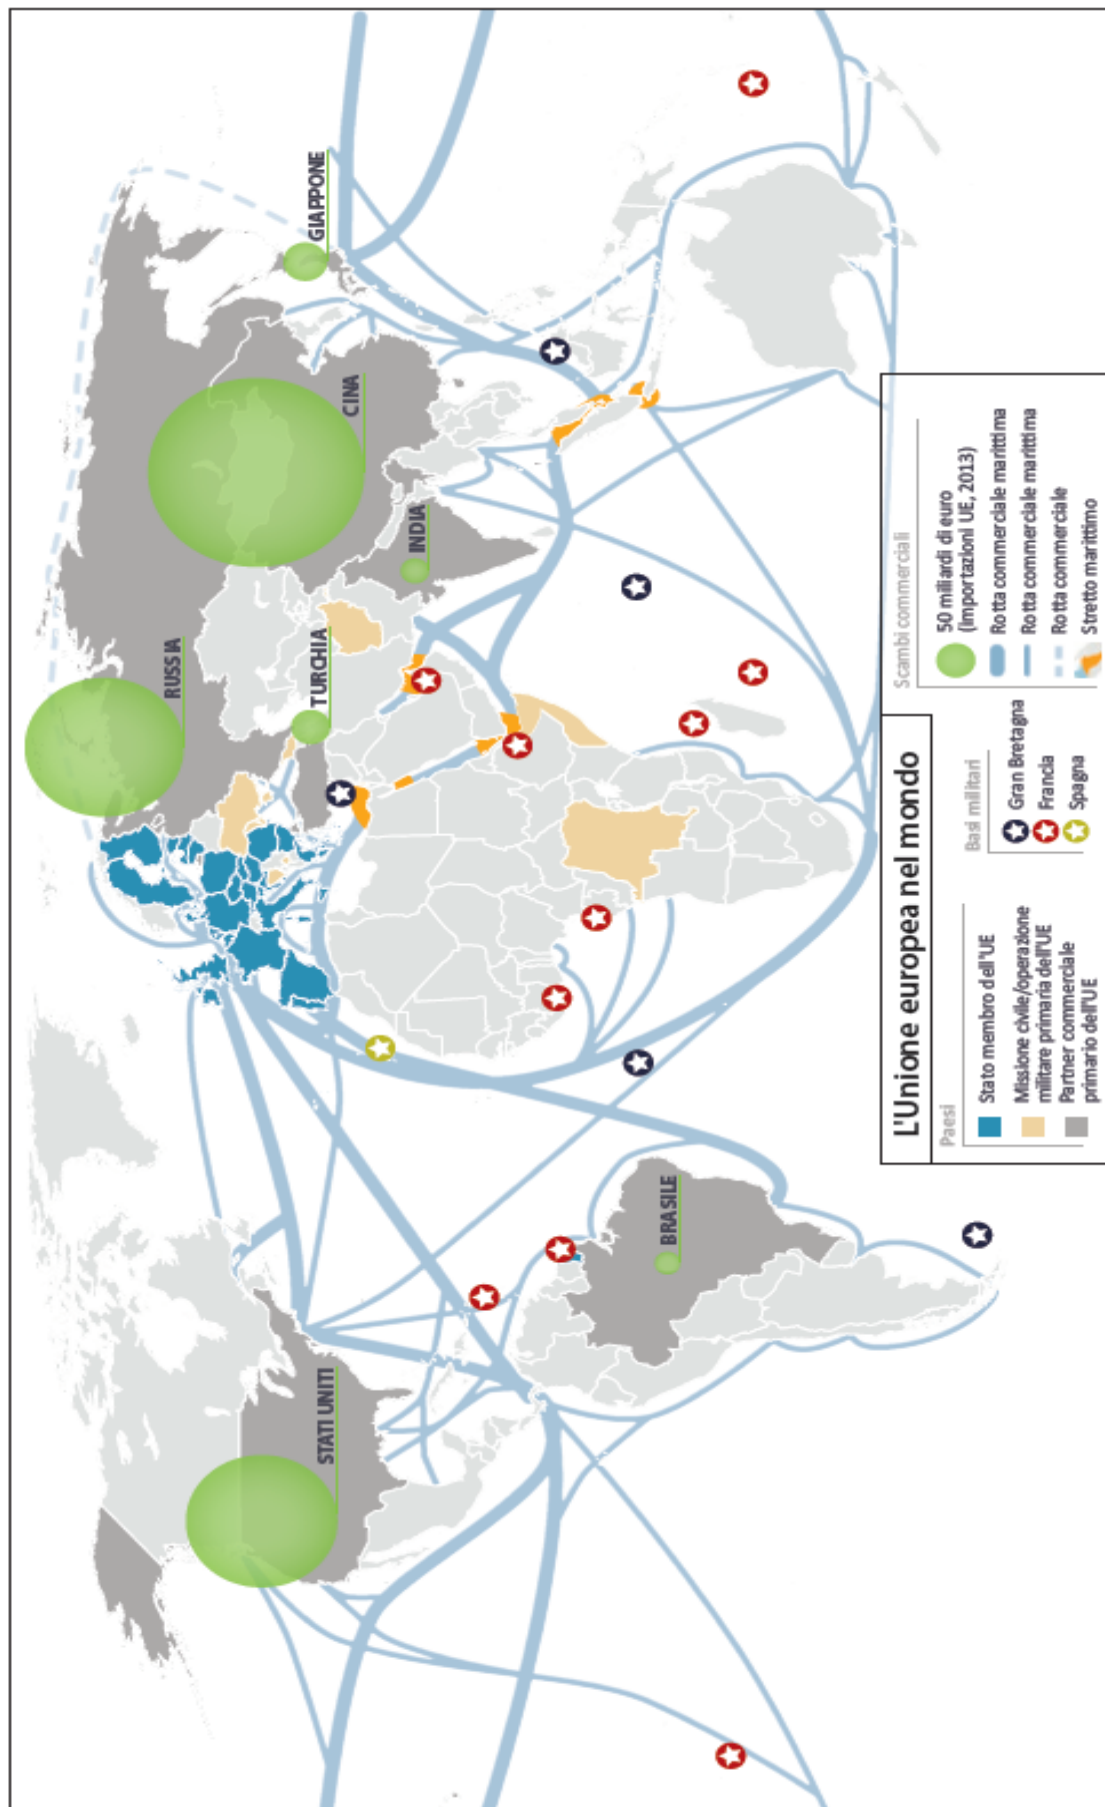 GIAPPONE
CINA
INDIA
RUSSIA
TURCHIA
STATI UNITI
BRASILE
L'Unione europea nel mondo
Paesi
Stato membro dell'UE
Missione civile/operazione
militare primaria dell'UE
Partner commerciale
primario dell'UE
Basi militari
Gran Bretagna
Francia
Spagna
Scambi commerciali
50 miliardi di euro
(importazioni UE, 2013)
Rotta commerciale marittima
Rotta commerciale marittima
Rotta commerciale
Stretto marittimo